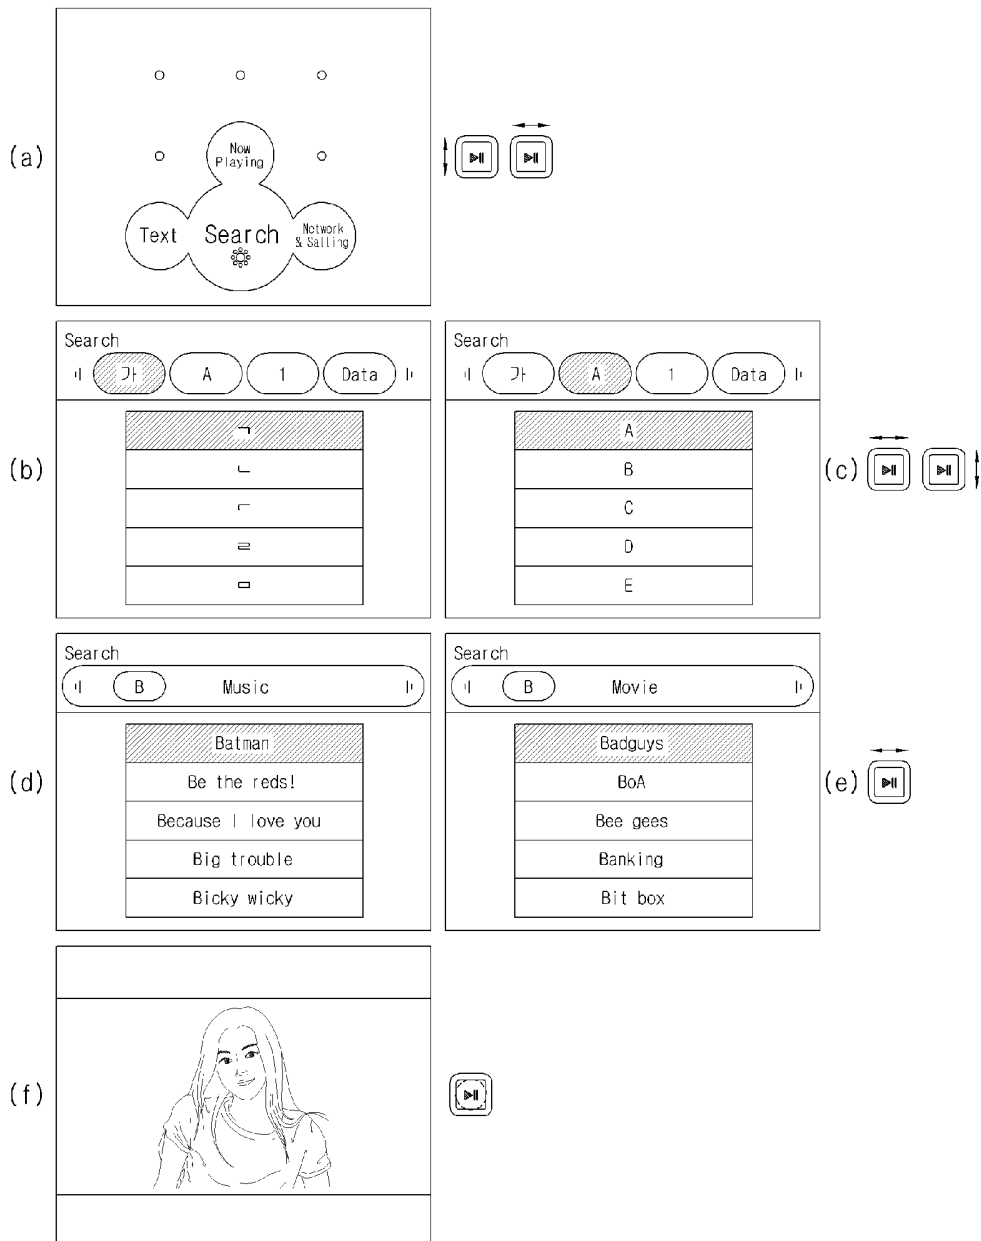 (a)
Now
Playing
Text
Search
Network
& Salling
(b)
Search
가 A 1 Data
ㄱ
ㄴ
ㄷ
ㄹ
ㅁ
Search
가 A 1 Data
A
B
C
D
E
(c)
(d)
Search
B Music
Batman
Be the reds!
Because I love you
Big trouble
Bicky wicky
Search
B Movie
Badguys
BoA
Bee gees
Banking
Bit box
(e)
(f)